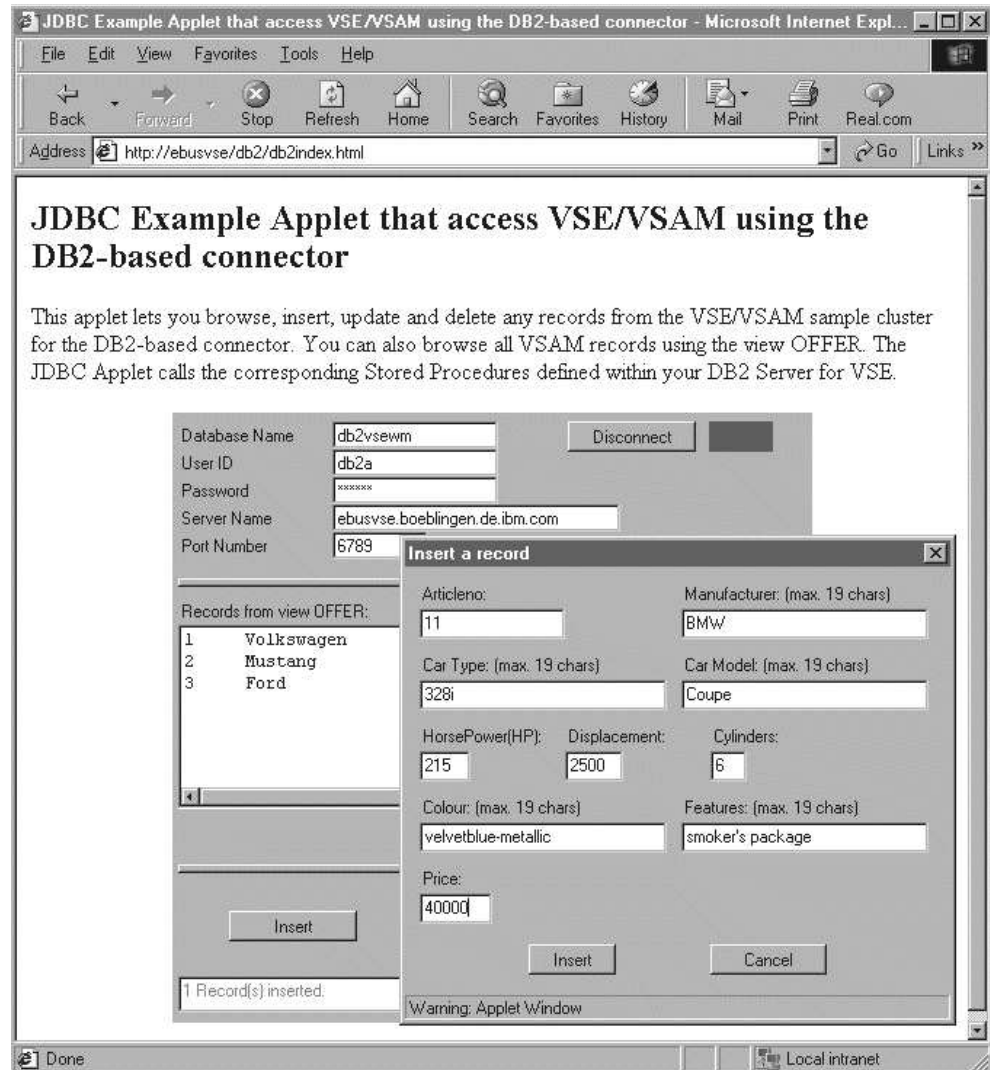 JDBC Example Applet that access VSE/VSAM using the DB2-based connector - Microsoft Internet Expl...
File Edit View Favorites Tools Help
Back Forward Stop Refresh Home Search Favorites History Mail Print Real.com
Address http://ebusvse/db2/db2index.html Go Links »
JDBC Example Applet that access VSE/VSAM using the
DB2-based connector
This applet lets you browse, insert, update and delete any records from the VSE/VSAM sample cluster
for the DB2-based connector. You can also browse all VSAM records using the view OFFER. The
JDBC Applet calls the corresponding Stored Procedures defined within your DB2 Server for VSE.
Database Name db2vsewm Disconnect
User ID db2a
Password ******
Server Name ebusvse.boeblingen.de.ibm.com
Port Number 6789
Records from view OFFER:
1 Volkswagen
2 Mustang
3 Ford
Insert
1 Record(s) inserted.
Insert a record
Articleno: Manufacturer: (max. 19 chars)
11 BMW
Car Type: (max. 19 chars) Car Model: (max. 19 chars)
328i Coupe
HorsePower(HP): Displacement: Cylinders:
215 2500 6
Colour: (max. 19 chars) Features: (max. 19 chars)
velvetblue-metallic smoker's package
Price:
40000
Insert Cancel
Warning: Applet Window
Done Local intranet